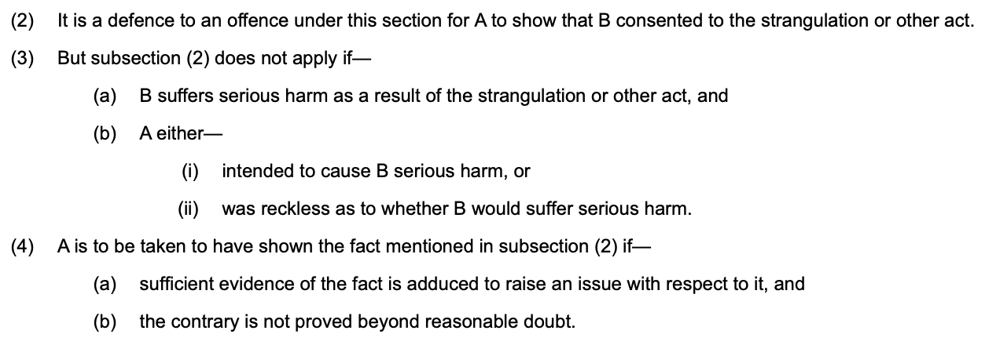 (2) It is a defence to an offence under this section for A to show that B consented to the strangulation or other act.
(3) But subsection (2) does not apply if—
(a) B suffers serious harm as a result of the strangulation or other act, and
(b) A either—
(i) intended to cause B serious harm, or
(ii) was reckless as to whether B would suffer serious harm.
(4) A is to be taken to have shown the fact mentioned in subsection (2) if—
(a) sufficient evidence of the fact is adduced to raise an issue with respect to it, and
(b) the contrary is not proved beyond reasonable doubt.